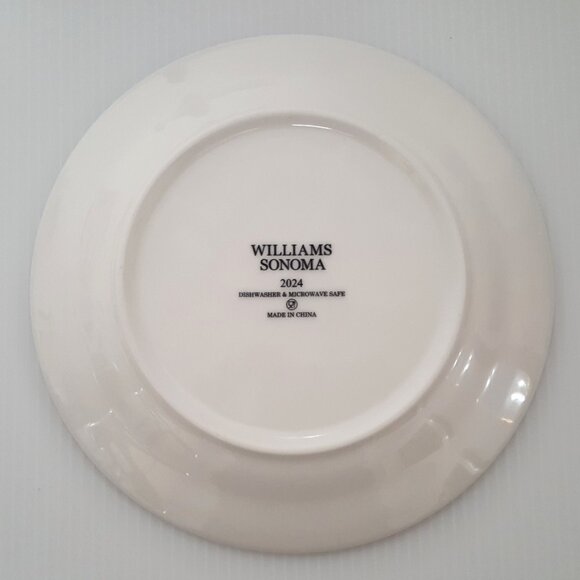 WILLIAMS
SONOMA
2024
DISHWASHER & MICROWAVE SAFE
MADE IN CHINA